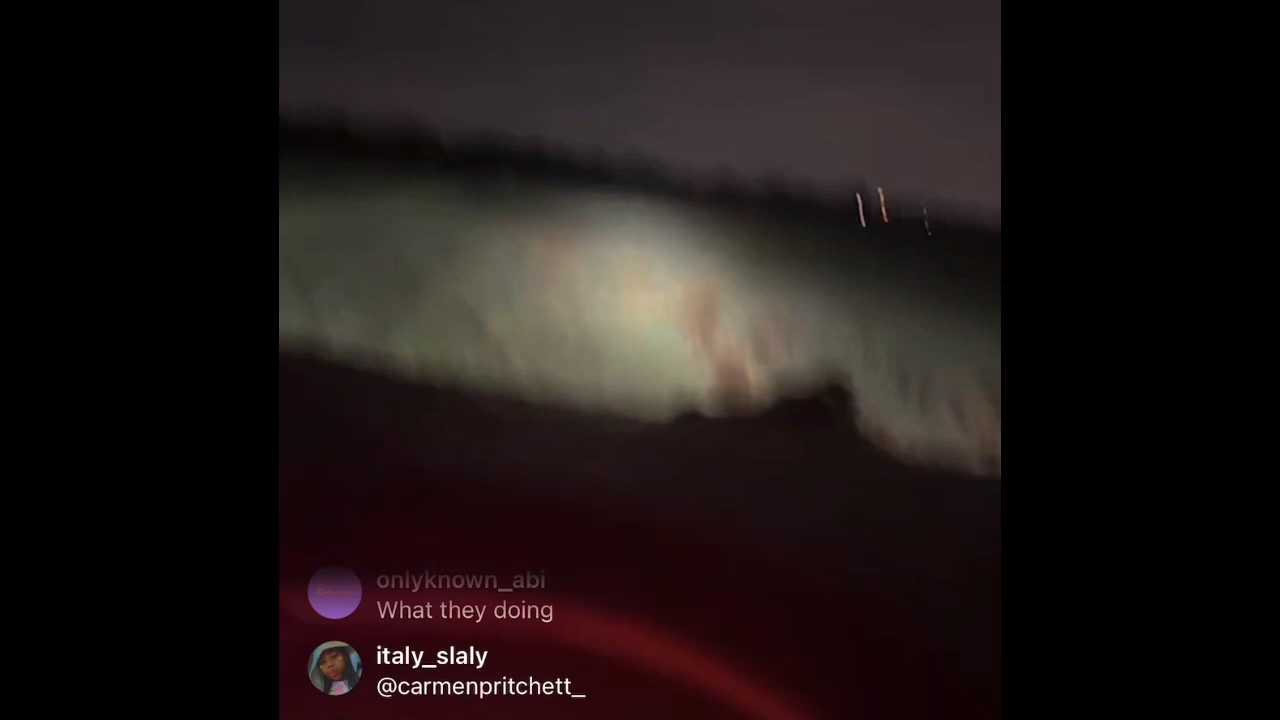 onlyknown_abi
What they doing
italy_slaly
@carmenpritchett_